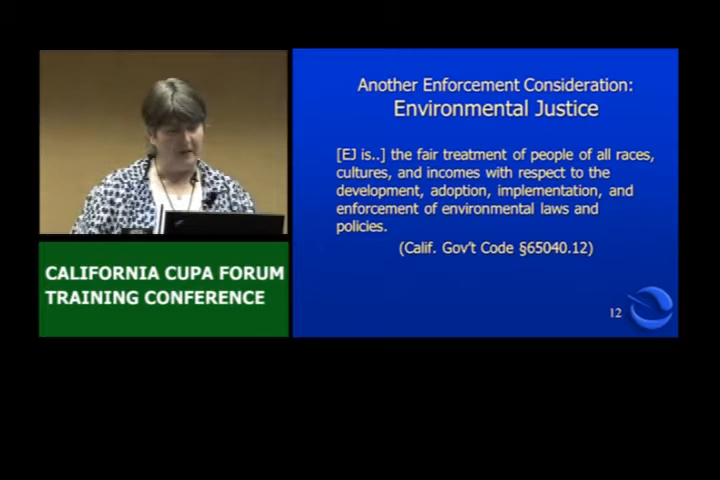 Another Enforcement Consideration:
Environmental Justice
[EJ is..] the fair treatment of people of all races,
cultures, and incomes with respect to the
development, adoption, implementation, and
enforcement of environmental laws and
policies.
(Calif. Gov't Code §65040.12)
12
CALIFORNIA CUPA FORUM
TRAINING CONFERENCE